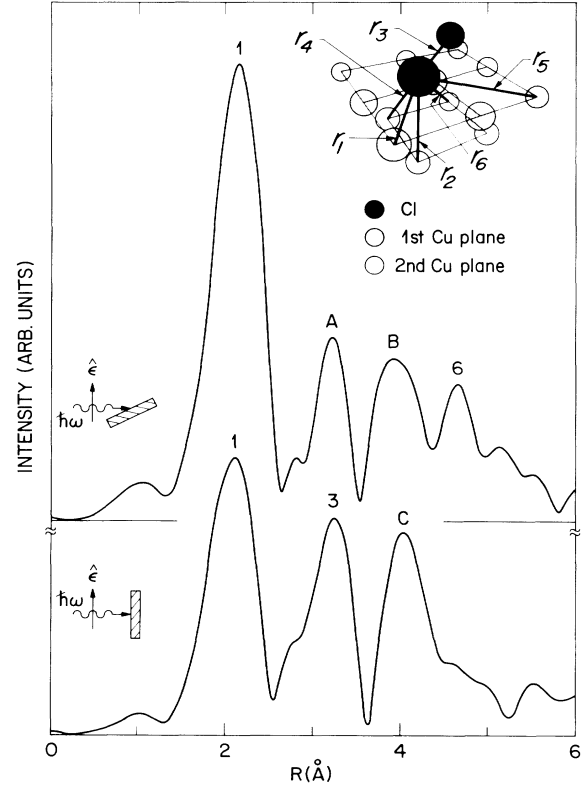 1
r₃
r₄
r₅
r₁
r₆
r₂
Cl
1st Cu plane
2nd Cu plane
INTENSITY (ARB. UNITS)
A
B
6
ε̂
ħω
1
3
C
ε̂
ħω
0
2
4
6
R(Å)